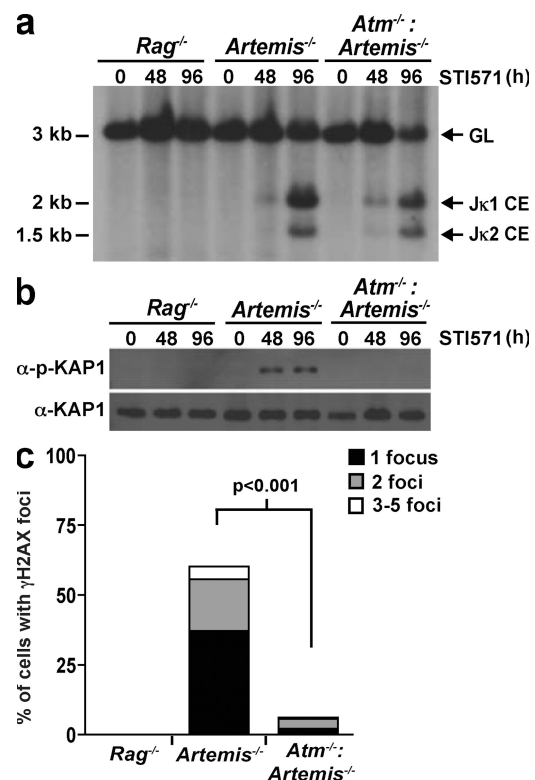 a
Rag-/- Artemis-/- Atm-/-: Artemis-/-
0 48 96 0 48 96 0 48 96 STI571 (h)
3 kb GL
2 kb Jκ1 CE
1.5 kb Jκ2 CE
b
Rag-/- Artemis-/- Atm-/-: Artemis-/-
0 48 96 0 48 96 0 48 96 STI571 (h)
α-p-KAP1
α-KAP1
c
% of cells with γH2AX foci
100
75
50
25
0
p<0.001
1 focus
2 foci
3-5 foci
Rag-/- Artemis-/- Atm-/-: Artemis-/-